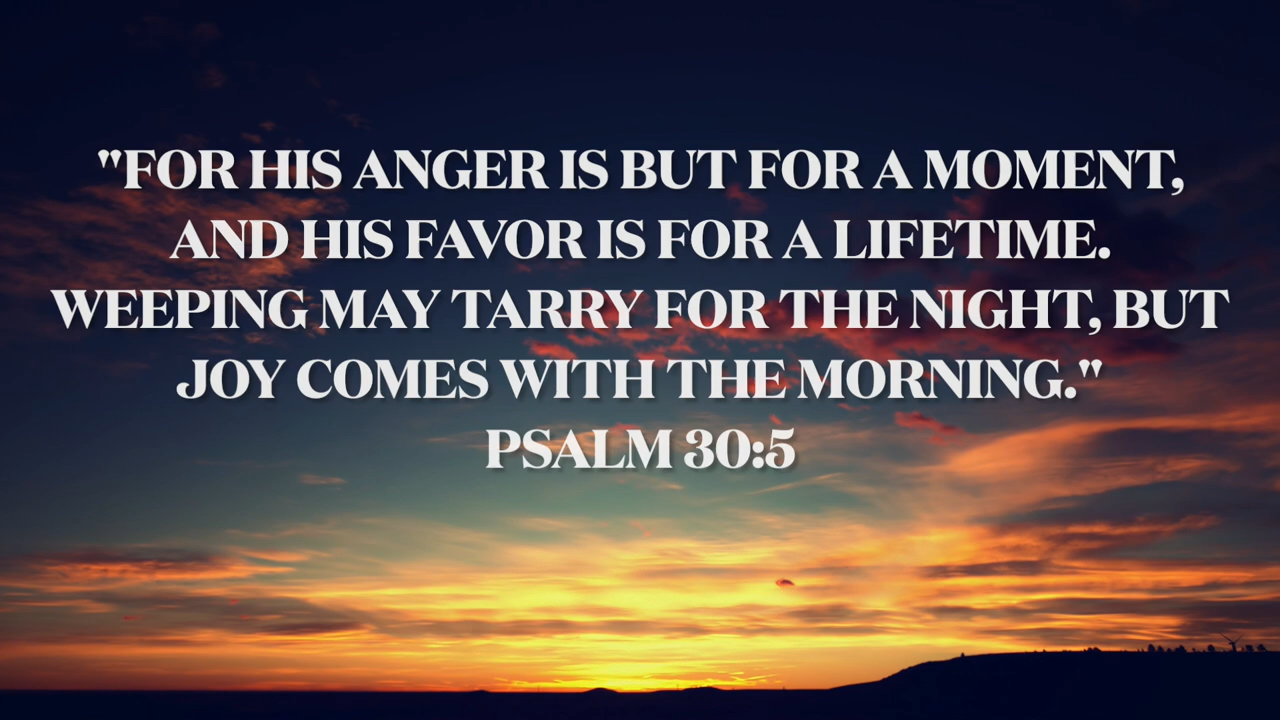 "FOR HIS ANGER IS BUT FOR A MOMENT,
AND HIS FAVOR IS FOR A LIFETIME.
WEEPING MAY TARRY FOR THE NIGHT, BUT
JOY COMES WITH THE MORNING."
PSALM 30:5